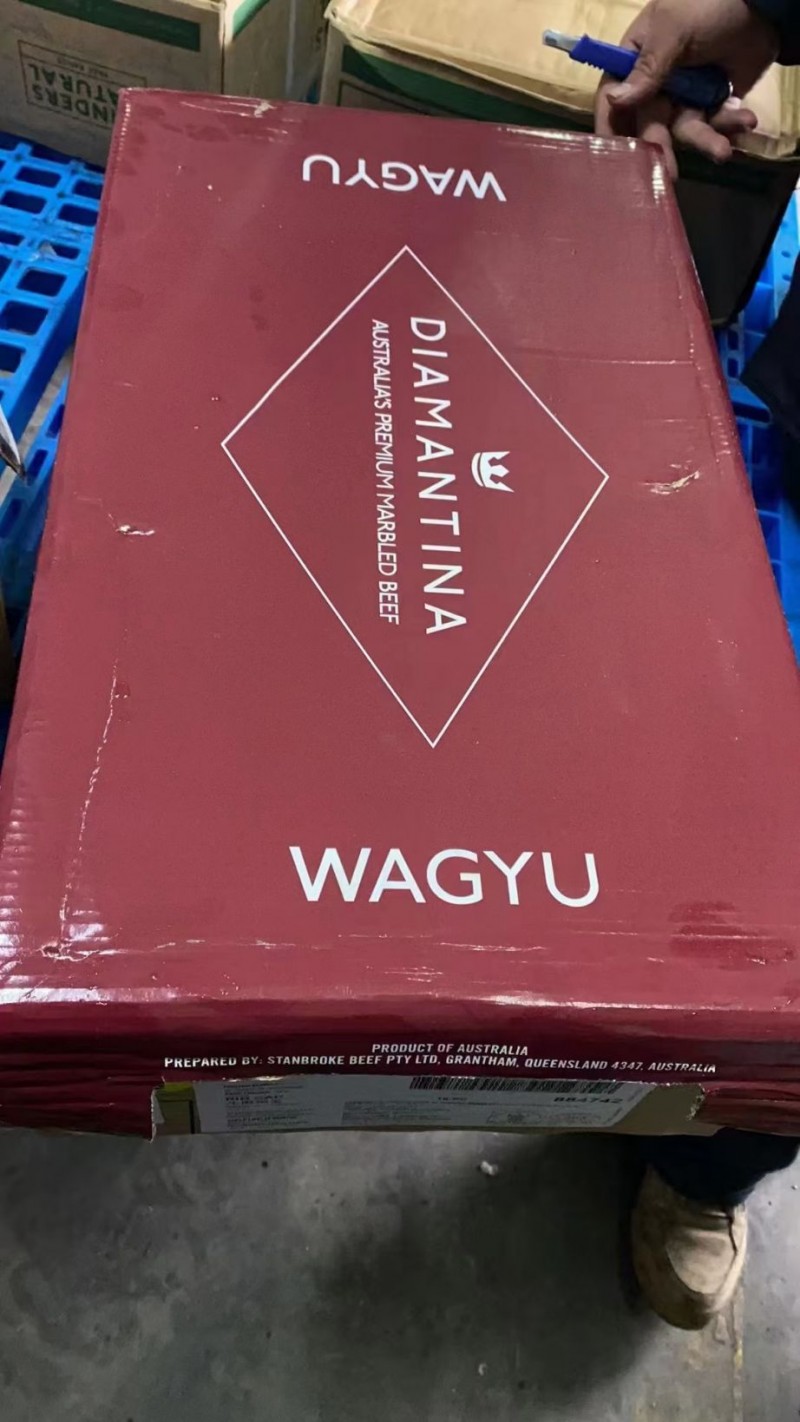 WAGYU
DIAMANTINA
AUSTRALIA'S PREMIUM MARBLED BEEF
WAGYU
PRODUCT OF AUSTRALIA
PREPARED BY: STANBROKE BEEF PTY LTD, GRANTHAM, QUEENSLAND 4347. AUSTRALIA
BB4742